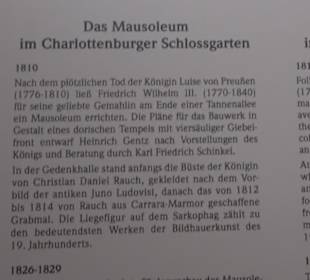 Das Mausoleum
im Charlottenburger Schlossgarten
1810
Nach dem plötzlichen Tod der Königin Luise von Preußen
(1776-1810) ließ Friedrich Wilhelm III. (1770-1840)
für seine geliebte Gemahlin am Ende einer Tannenallee
ein Mausoleum errichten. Die Pläne für das Bauwerk in
Gestalt eines dorischen Tempels mit viersäuliger Giebel-
front entwarf Heinrich Gentz nach Vorstellungen des
Königs und Beratung durch Karl Friedrich Schinkel.
In der Gedenkhalle stand anfangs die Büste der Königin
von Christian Daniel Rauch, gekleidet nach dem Vor-
bild der antiken Juno Ludovisi, danach das von 1812
bis 1814 von Rauch aus Carrara-Marmor geschaffene
Grabmal. Die Liegefigur auf dem Sarkophag zählt zu
den bedeutendsten Werken der Bildhauerkunst des
19. Jahrhunderts.
1826-1829